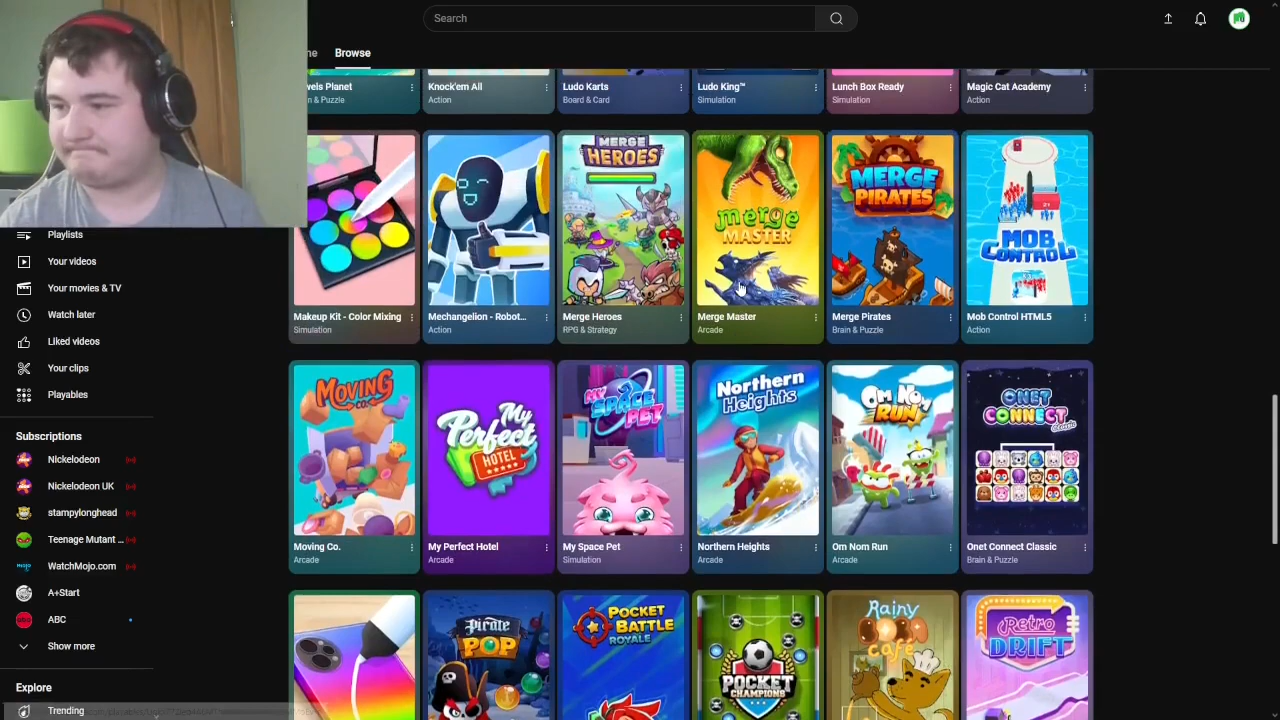 Search
me
Browse
wels Planet
n & Puzzle
Knock'em All
Action
Ludo Karts
Board & Card
Ludo King™
Simulation
Lunch Box Ready
Simulation
Magic Cat Academy
Action
MERGE
HEROES
merge
MASTER
MERGE
PIRATES
MOB
CONTROL
Makeup Kit - Color Mixing
Simulation
Mechangelion - Robot...
Action
Merge Heroes
RPG & Strategy
Merge Master
Arcade
Merge Pirates
Brain & Puzzle
Mob Control HTML5
Action
Playlists
Your videos
Your movies & TV
Watch later
Liked videos
Your clips
Playables
Subscriptions
Nickelodeon
Nickelodeon UK
stampylonghead
Teenage Mutant ...
WatchMojo.com
A+Start
ABC
Show more
Explore
Trending
MOVING
CO.
My
Perfect
HOTEL
MY
SPACE
PET
Northern
Heights
OM NOM
RUN
ONET
CONNECT
Classic
Moving Co.
Arcade
My Perfect Hotel
Arcade
My Space Pet
Simulation
Northern Heights
Arcade
Om Nom Run
Arcade
Onet Connect Classic
Brain & Puzzle
Pirate
POP
POCKET
BATTLE
ROYALE
POCKET
CHAMPIONS
Rainy
Cafe
Retro
DRIFT